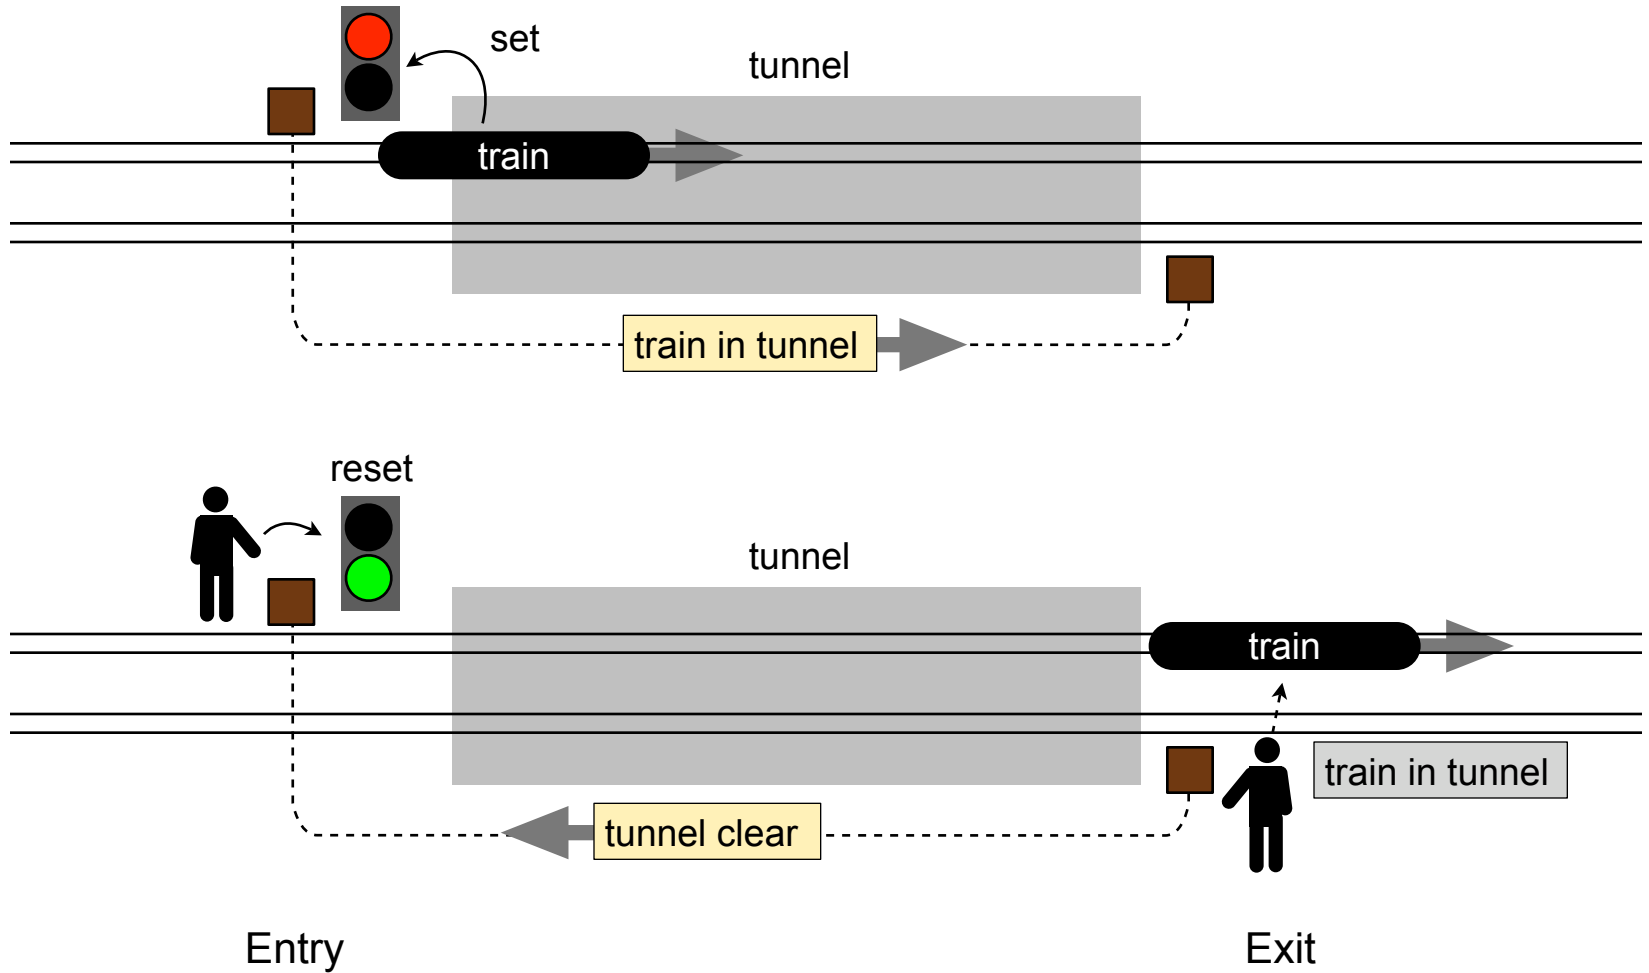 set
tunnel
train
train in tunnel
reset
tunnel
train
train in tunnel
tunnel clear
Entry
Exit